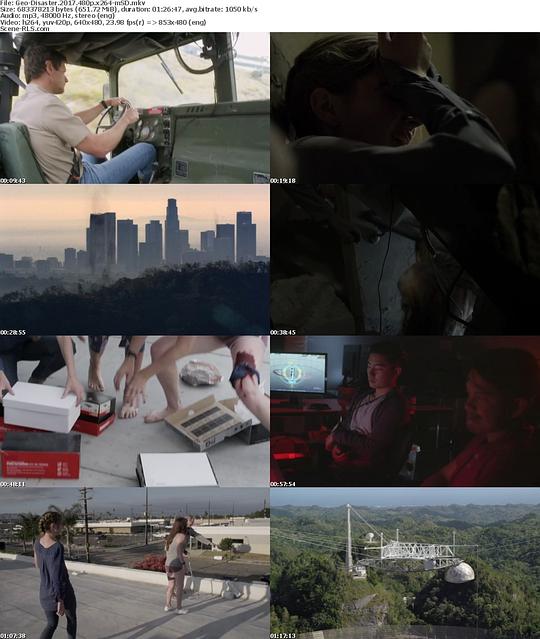 File: Geo-Disaster.2017.480p.x264-mSD.mkv
Size: 683378213 bytes (651.72 MiB), duration: 01:26:47, avg.bitrate: 1050 kb/s
Audio: mp3, 48000 Hz, stereo (eng)
Video: h264, yuv420p, 640x480, 23.98 fps(r) => 853x480 (eng)
Scene-RLS.com
00:09:43
00:19:18
00:28:55
00:38:45
00:48:11
00:57:54
01:07:38
01:17:13